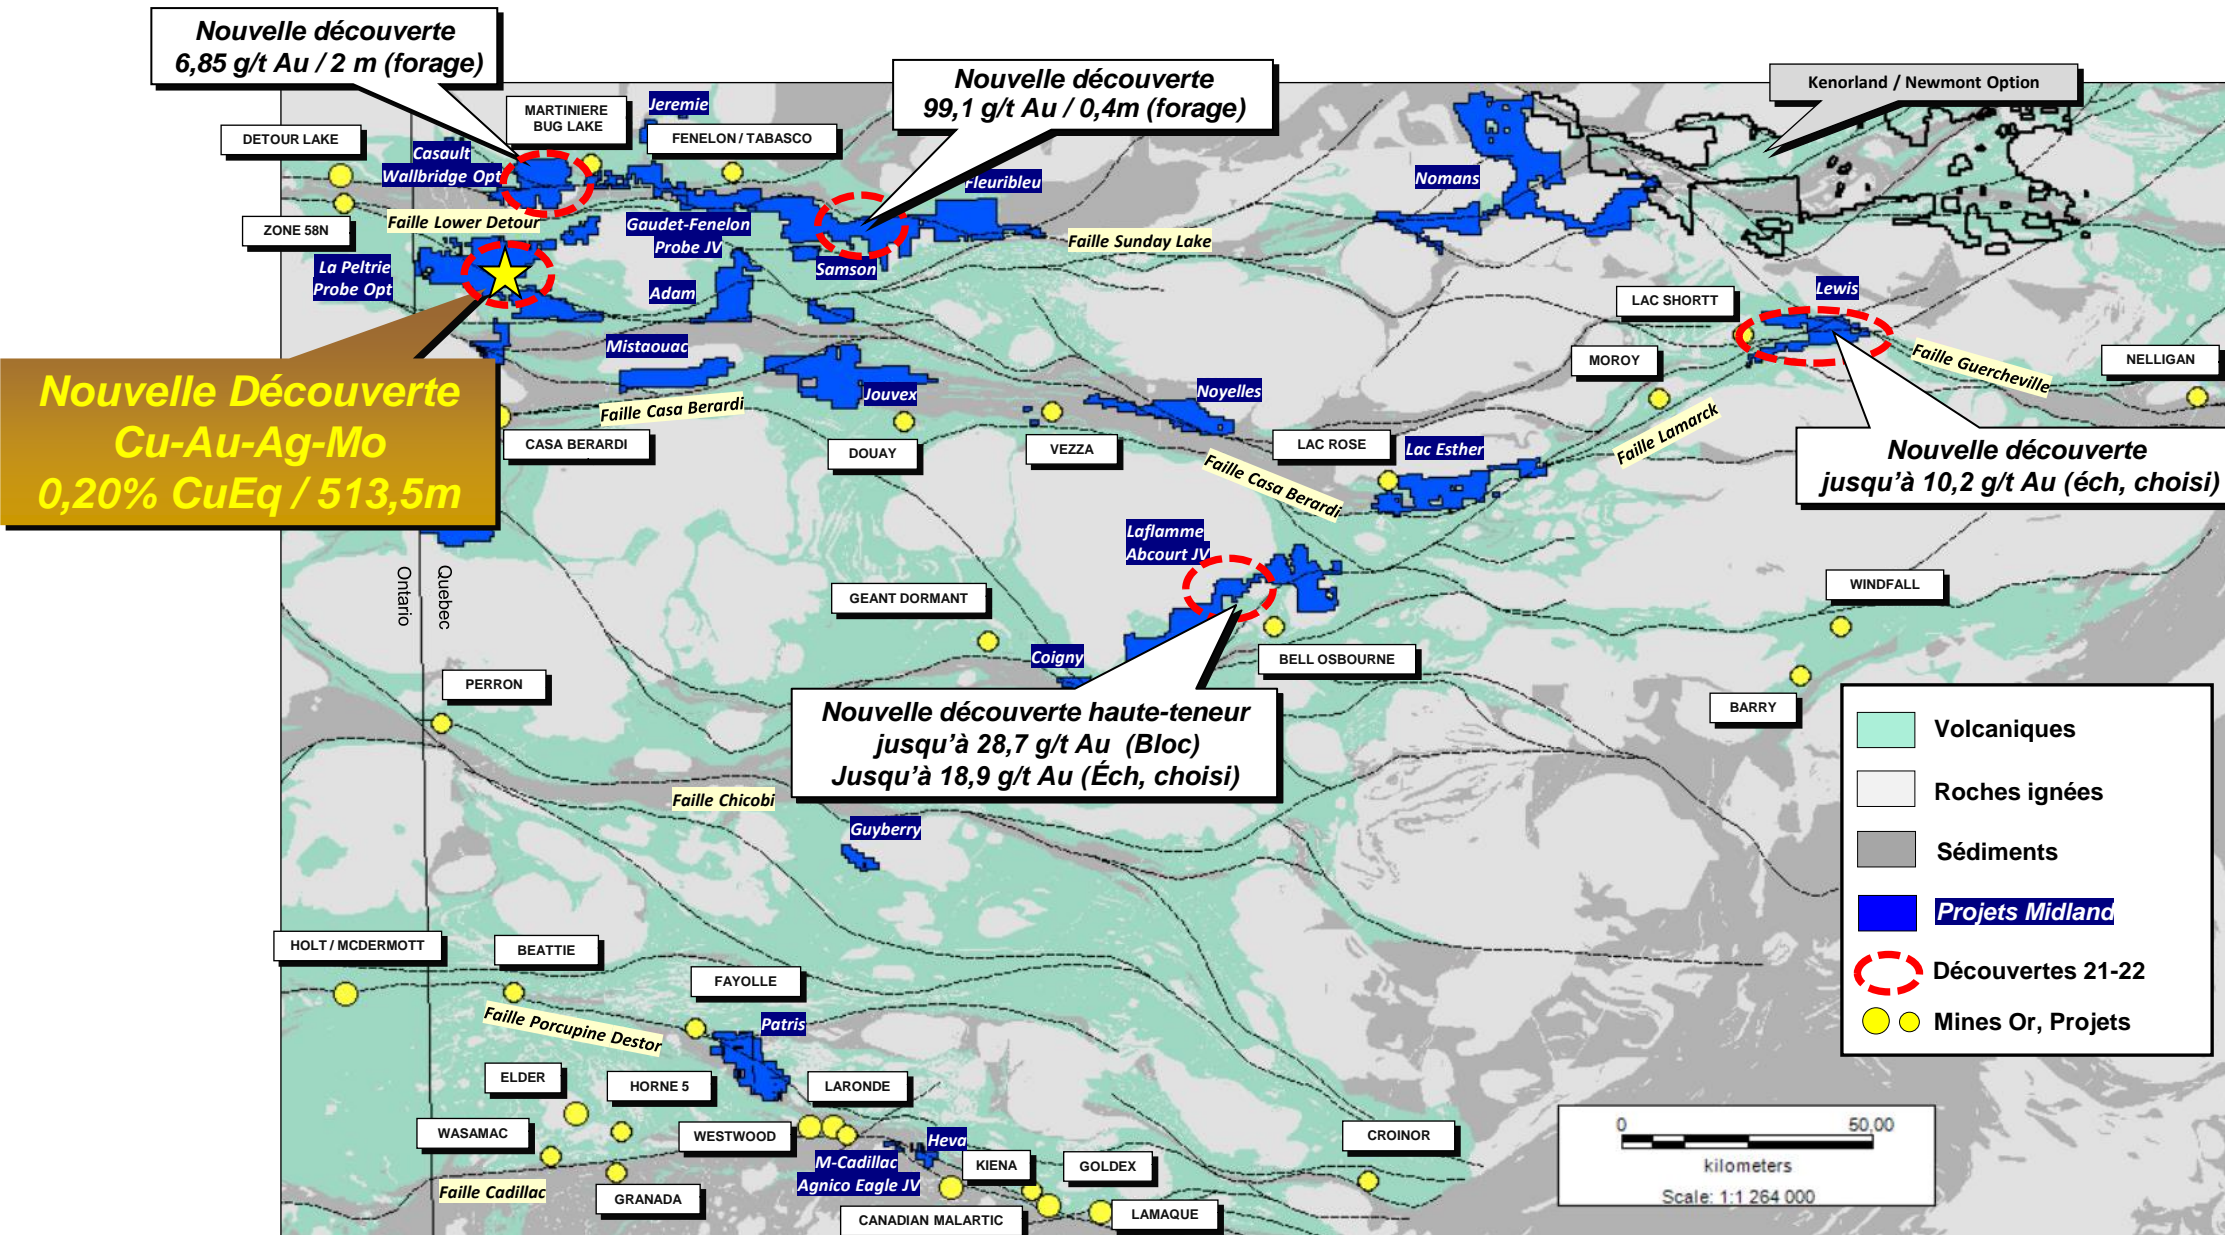 Nouvelle découverte
6,85 g/t Au / 2 m (forage)
Nouvelle découverte
99,1 g/t Au / 0,4m (forage)
Kenorland / Newmont Option
DETOUR LAKE
MARTINIERE
BUG LAKE
Jeremie
FENELON / TABASCO
Casault
Wallbridge Opt
Fleuribleu
Nomans
ZONE 58N
Faille Lower Detour
Gaudet-Fenelon
Probe JV
Faille Sunday Lake
La Peltrie
Probe Opt
Samson
Adam
LAC SHORTT
Lewis
Mistaouac
MOROY
Faille Guercheville
NELLIGAN
Nouvelle Découverte
Cu-Au-Ag-Mo
0,20% CuEq / 513,5m
Jouvex
Noyelles
Faille Casa Berardi
CASA BERARDI
DOUAY
VEZZA
LAC ROSE
Lac Esther
Faille Lamarck
Faille Casa Berardi
Nouvelle découverte
jusqu'à 10,2 g/t Au (éch, choisi)
Laflamme
Abcourt JV
Ontario
Quebec
GEANT DORMANT
WINDFALL
Coigny
BELL OSBOURNE
PERRON
BARRY
Nouvelle découverte haute-teneur
jusqu'à 28,7 g/t Au (Bloc)
Jusqu'à 18,9 g/t Au (Éch, choisi)
Faille Chicobi
Guyberry
Volcaniques
Roches ignées
Sédiments
Projets Midland
Découvertes 21-22
Mines Or, Projets
HOLT / MCDERMOTT
BEATTIE
FAYOLLE
Faille Porcupine Destor
Patris
ELDER
HORNE 5
LARONDE
WASAMAC
WESTWOOD
Heva
CROINOR
M-Cadillac
Agnico Eagle JV
KIENA
GOLDEX
Faille Cadillac
GRANADA
CANADIAN MALARTIC
LAMAQUE
0 50,00
kilometers
Scale: 1:1 264 000